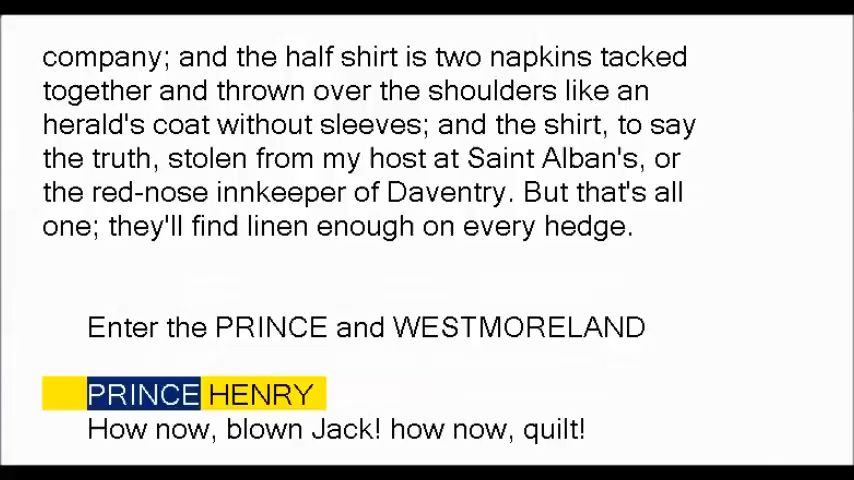 company; and the half shirt is two napkins tacked
together and thrown over the shoulders like an
herald's coat without sleeves; and the shirt, to say
the truth, stolen from my host at Saint Alban's, or
the red-nose innkeeper of Daventry. But that's all
one; they'll find linen enough on every hedge.
Enter the PRINCE and WESTMORELAND
PRINCE HENRY
How now, blown Jack! how now, quilt!